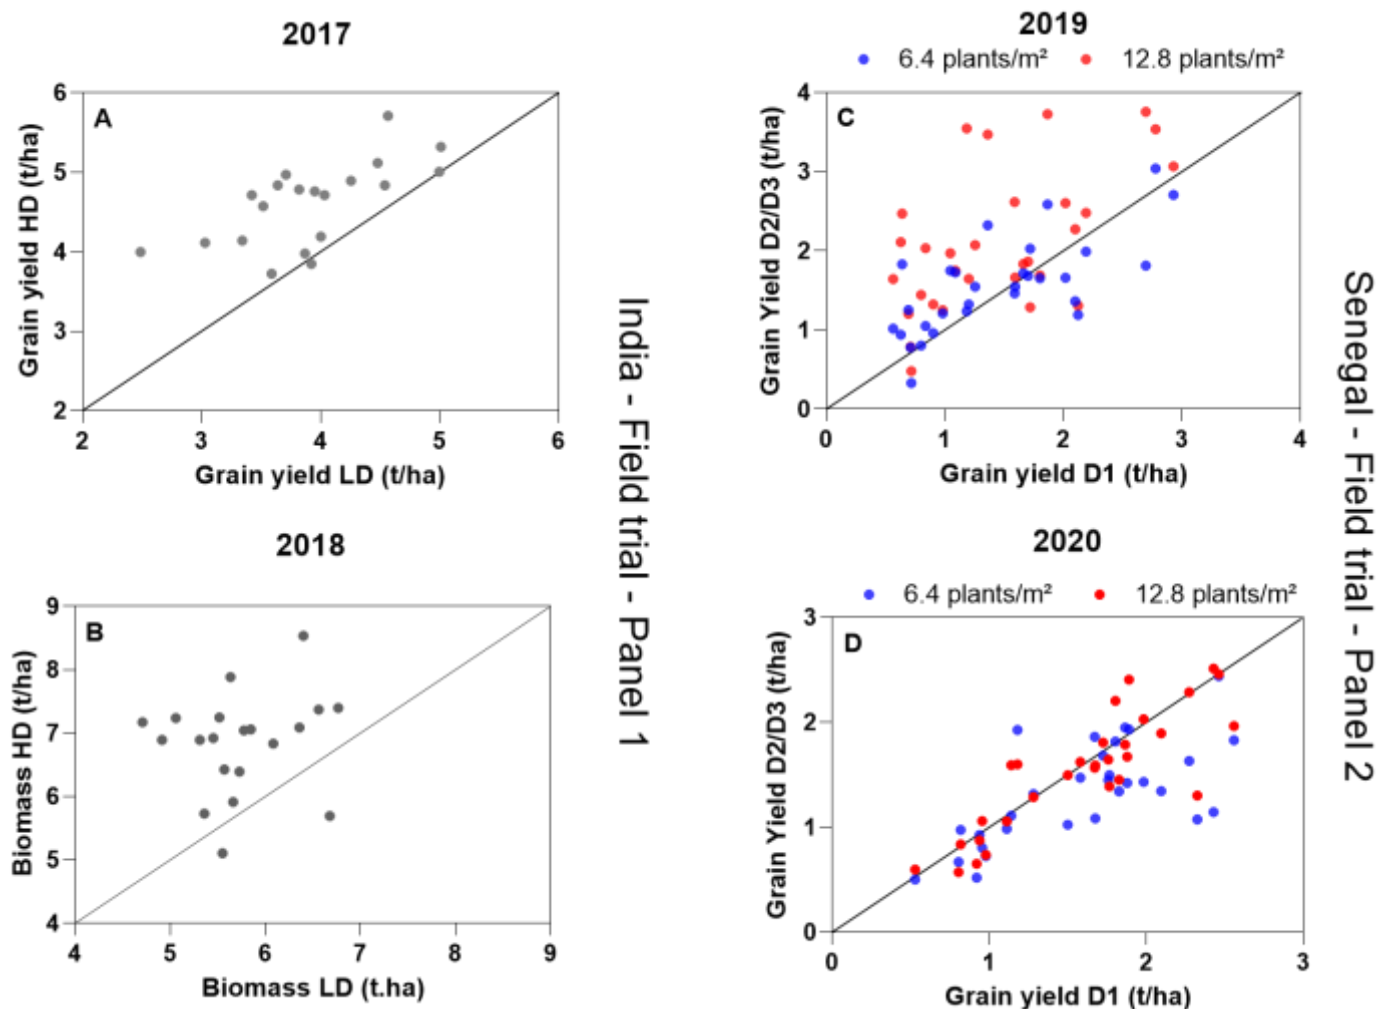 2017
A
Grain yield HD (t/ha)
6
5
4
3
2
2 3 4 5 6
Grain yield LD (t/ha)
2018
B
Biomass HD (t/ha)
9
8
7
6
5
4
4 5 6 7 8 9
Biomass LD (t.ha)
India - Field trial - Panel 1
2019
6.4 plants/m² 12.8 plants/m²
C
Grain Yield D2/D3 (t/ha)
4
3
2
1
0
0 1 2 3 4
Grain yield D1 (t/ha)
2020
6.4 plants/m² 12.8 plants/m²
D
Grain Yield D2/D3 (t/ha)
3
2
1
0
0 1 2 3
Grain yield D1 (t/ha)
Senegal - Field trial - Panel 2